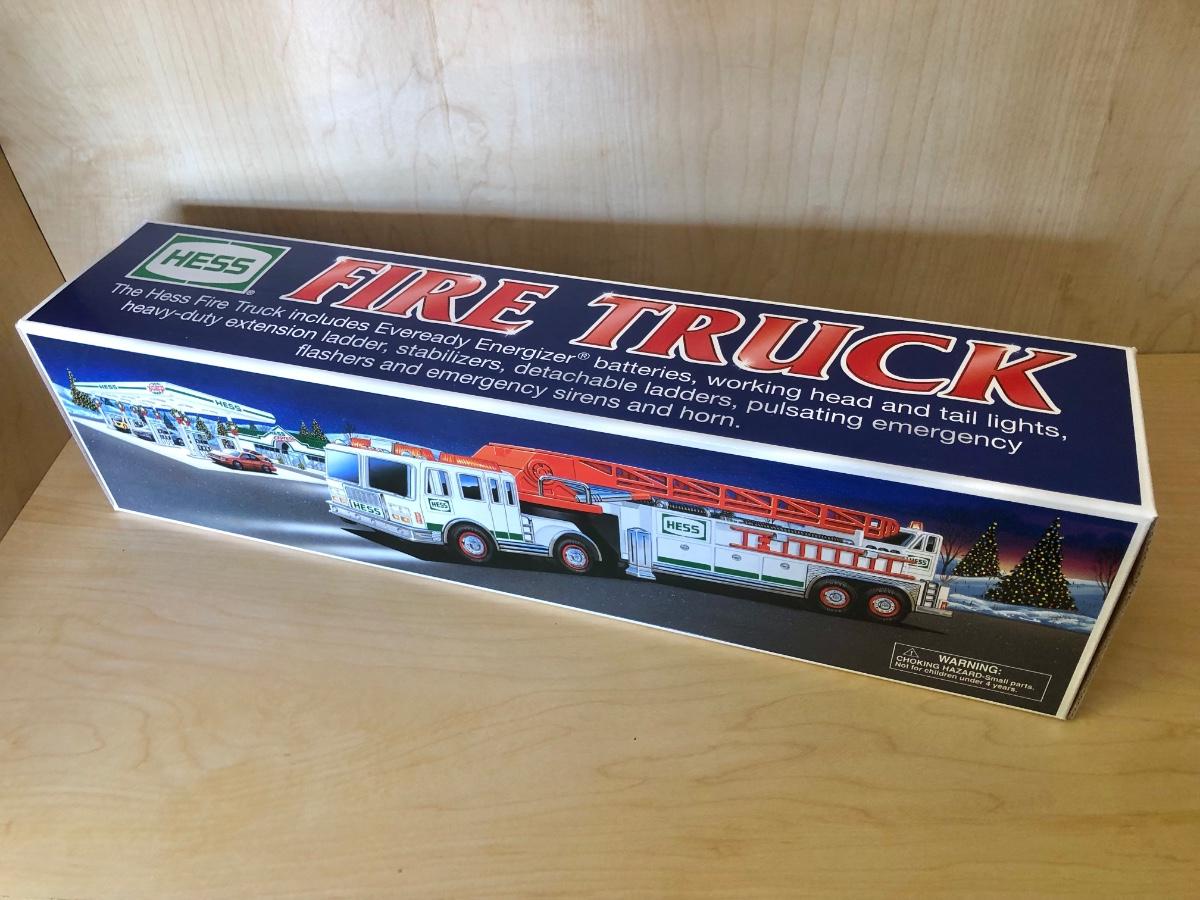 HESS®
FIRE TRUCK
The Hess Fire Truck includes Eveready Energizer® batteries, working head and tail lights,
heavy-duty extension ladder, stabilizers, detachable ladders, pulsating emergency
flashers and emergency sirens and horn.
HESS
HESS
HESS
HESS
HESS
HESS
WARNING:
CHOKING HAZARD-Small parts.
Not for children under 4 years.